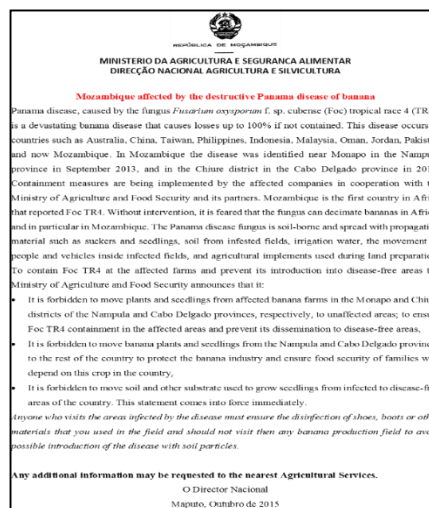 REPÚBLICA DE MOÇAMBIQUE
MINISTERIO DA AGRICULTURA E SEGURANCA ALIMENTAR
DIRECÇÃO NACIONAL AGRICULTURA E SILVICULTURA
Mozambique affected by the destructive Panama disease of banana
Panama disease, caused by the fungus Fusarium oxysporum f. sp. cubense (Foc) tropical race 4 (TR
is a devastating banana disease that causes losses up to 100% if not contained. This disease occurs
countries such as Australia, China, Taiwan, Philippines, Indonesia, Malaysia, Oman, Jordan, Pakist
and now Mozambique. In Mozambique the disease was identified near Monapo in the Nampu
province in September 2013, and in the Chiure district in the Cabo Delgado province in 201
Containment measures are being implemented by the affected companies in cooperation with t
Ministry of Agriculture and Food Security and its partners. Mozambique is the first country in Afri
that reported Foc TR4. Without intervention, it is feared that the fungus can decimate bananas in Afric
and in particular in Mozambique. The Panama disease fungus is soil-borne and spread with propagati
material such as suckers and seedlings, soil from infested fields, irrigation water, the movement
people and vehicles inside infected fields, and agricultural implements used during land preparatio
To contain Foc TR4 at the affected farms and prevent its introduction into disease-free areas t
Ministry of Agriculture and Food Security announces that it:
• It is forbidden to move plants and seedlings from affected banana farms in the Monapo and Chiu
districts of the Nampula and Cabo Delgado provinces, respectively, to unaffected areas; to ensu
Foc TR4 containment in the affected areas and prevent its dissemination to disease-free areas,
• It is forbidden to move banana plants and seedlings from the Nampula and Cabo Delgado provinc
to the rest of the country to protect the banana industry and ensure food security of families w
depend on this crop in the country,
• It is forbidden to move soil and other substrate used to grow seedlings from infected to disease-fr
areas of the country. This statement comes into force immediately.
Anyone who visits the areas infected by the disease must ensure the disinfection of shoes, boots or oth
materials that you used in the field and should not visit then any banana production field to avo
possible introduction of the disease with soil particles.
Any additional information may be requested to the nearest Agricultural Services.
O Director Nacional
Maputo, Outubro de 2015